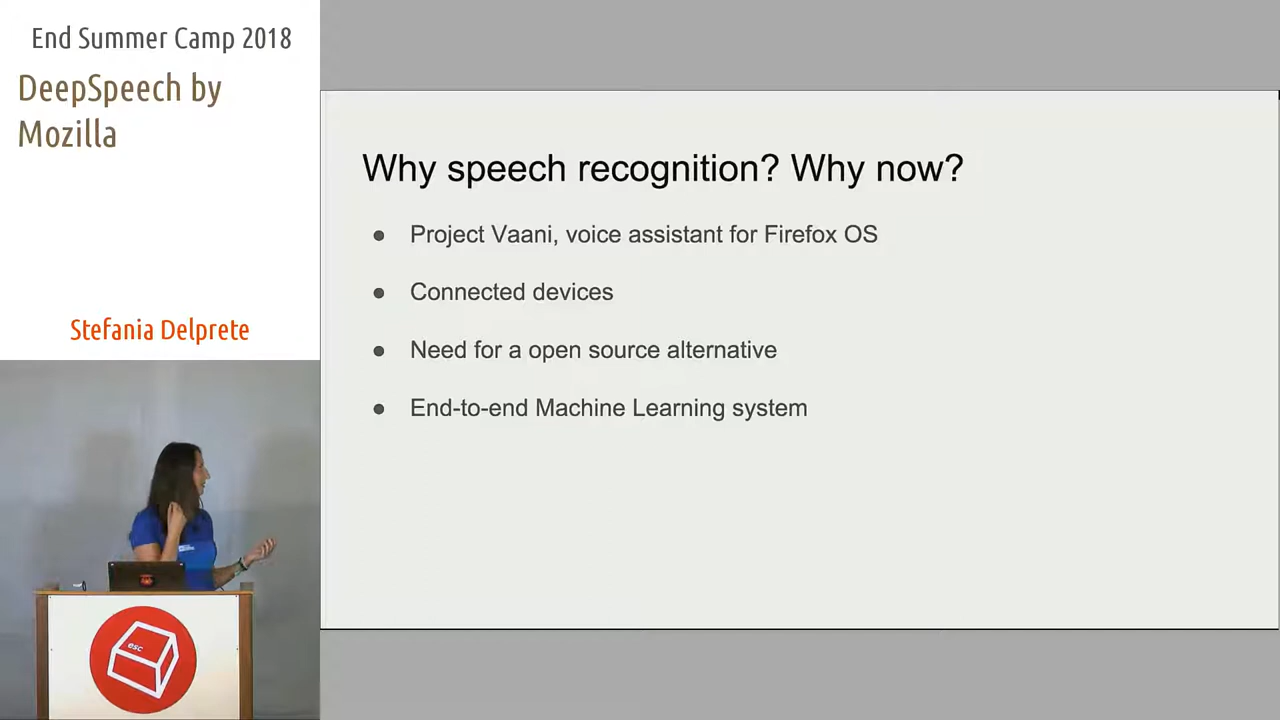 End Summer Camp 2018
DeepSpeech by
Mozilla
Stefania Delprete
esc
Why speech recognition? Why now?
● Project Vaani, voice assistant for Firefox OS
● Connected devices
● Need for a open source alternative
● End-to-end Machine Learning system